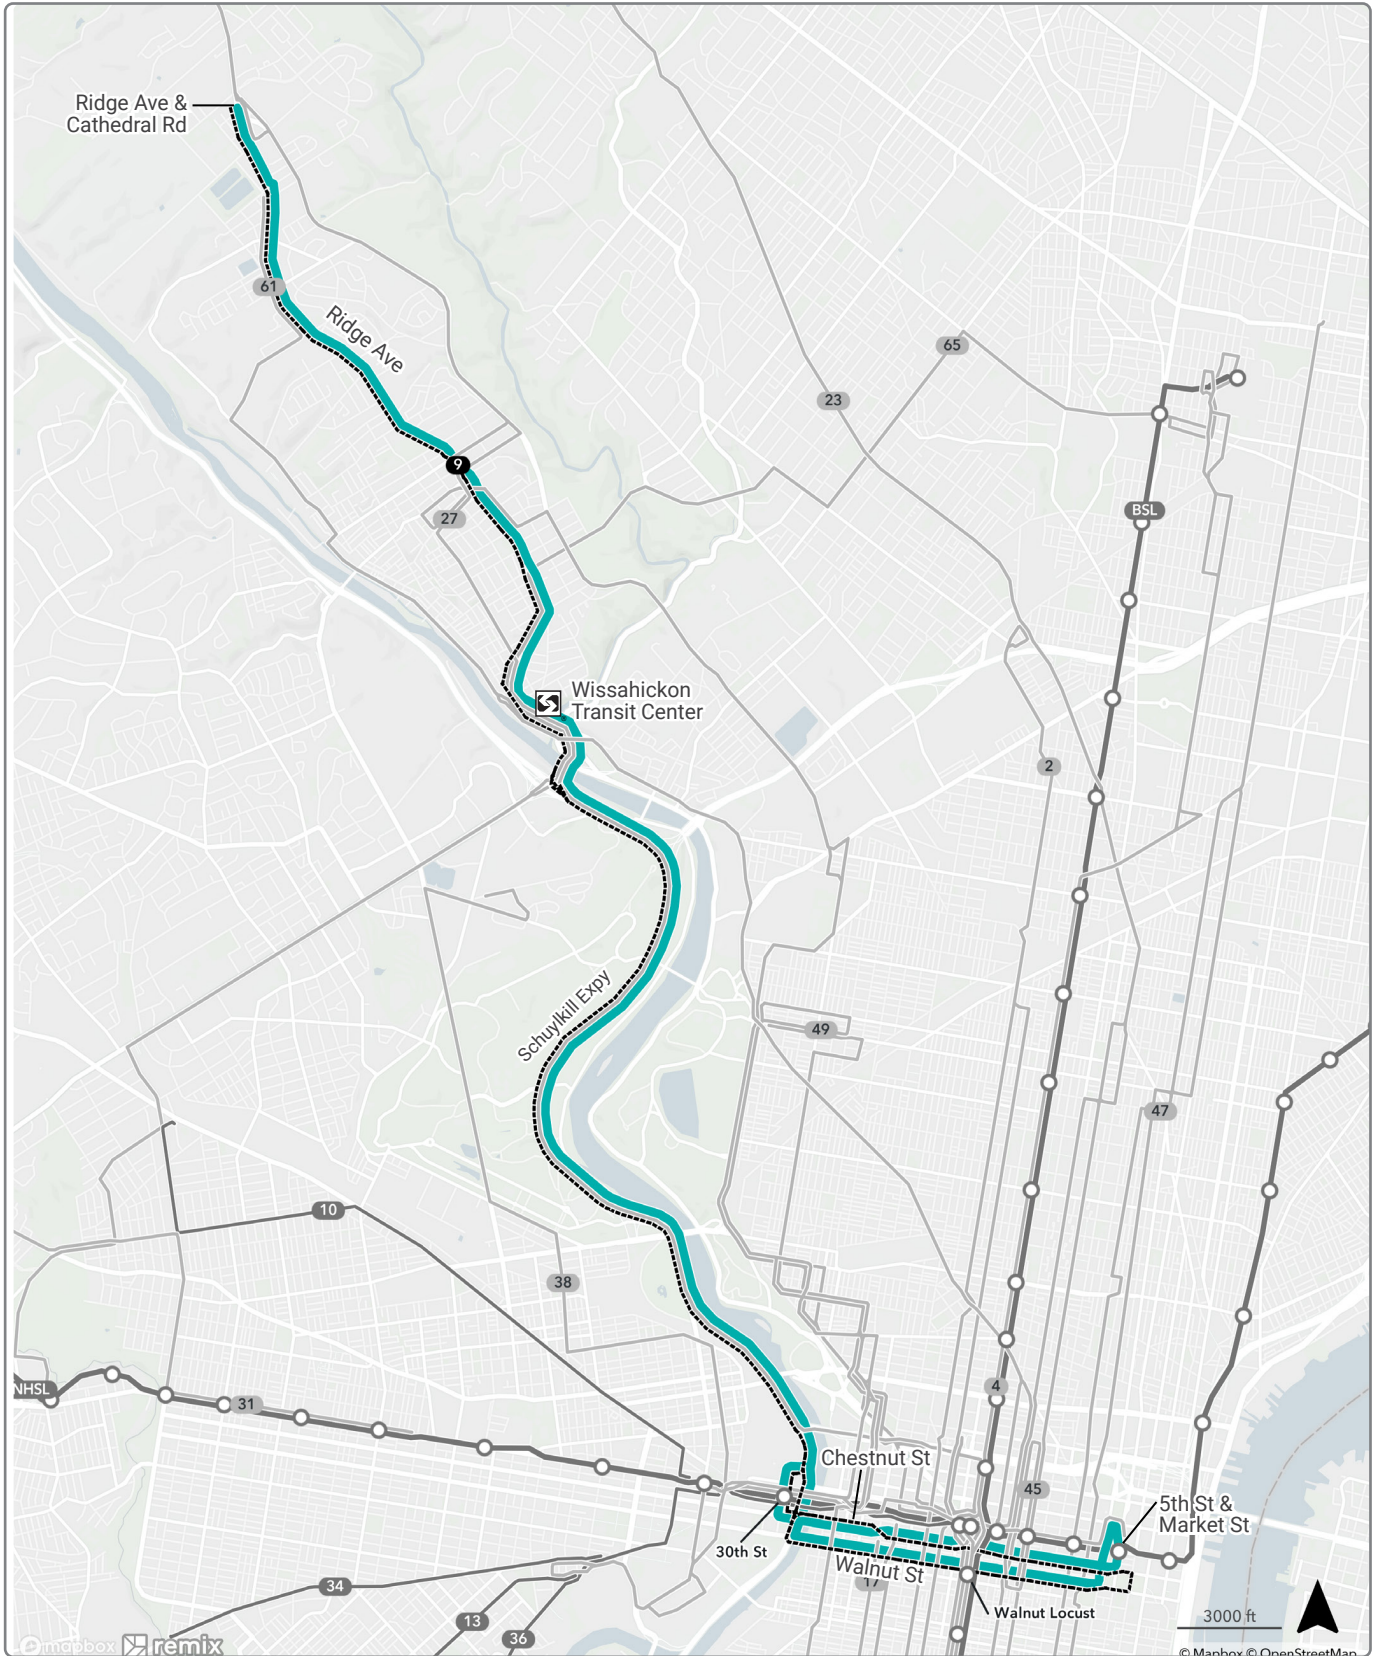 Ridge Ave &
Cathedral Rd
61
Ridge Ave
65
23
9
BSL
27
Wissahickon
Transit Center
2
Schuylkill Expy
49
47
10
38
NHSL
31
4
Chestnut St
45
5th St &
Market St
30th St
Walnut St
17
34
Walnut Locust
13
36
3000 ft
mapbox remix
© Mapbox © OpenStreetMap